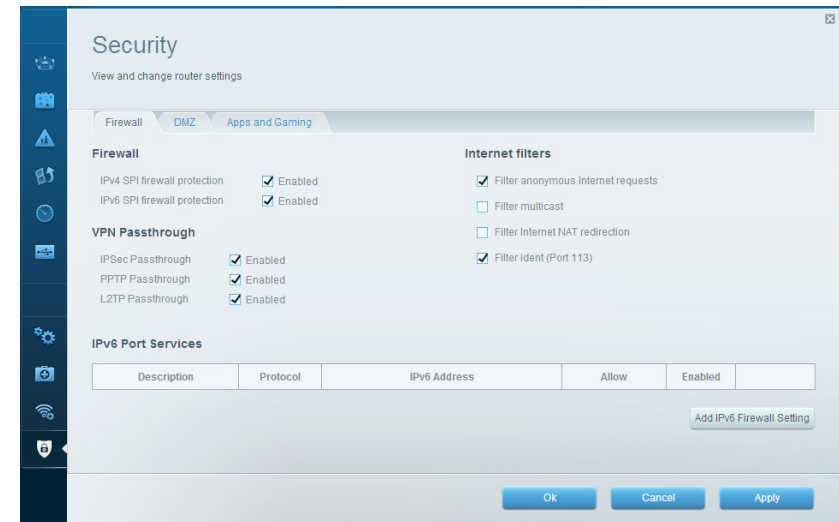 Security
View and change router settings
Firewall DMZ Apps and Gaming
Firewall
IPv4 SPI firewall protection Enabled
IPv6 SPI firewall protection Enabled
VPN Passthrough
IPSec Passthrough Enabled
PPTP Passthrough Enabled
L2TP Passthrough Enabled
Internet filters
Filter anonymous Internet requests
Filter multicast
Filter Internet NAT redirection
Filter ident (Port 113)
IPv6 Port Services
Description Protocol IPv6 Address Allow Enabled
Add IPv6 Firewall Setting
Ok Cancel Apply